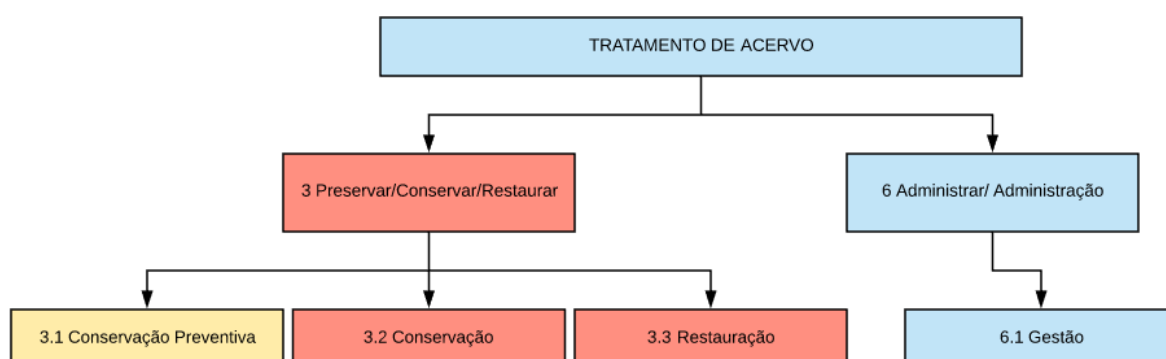 TRATAMENTO DE ACERVO
3 Preservar/Conservar/Restaurar
6 Administrar/ Administração
3.1 Conservação Preventiva
3.2 Conservação
3.3 Restauração
6.1 Gestão